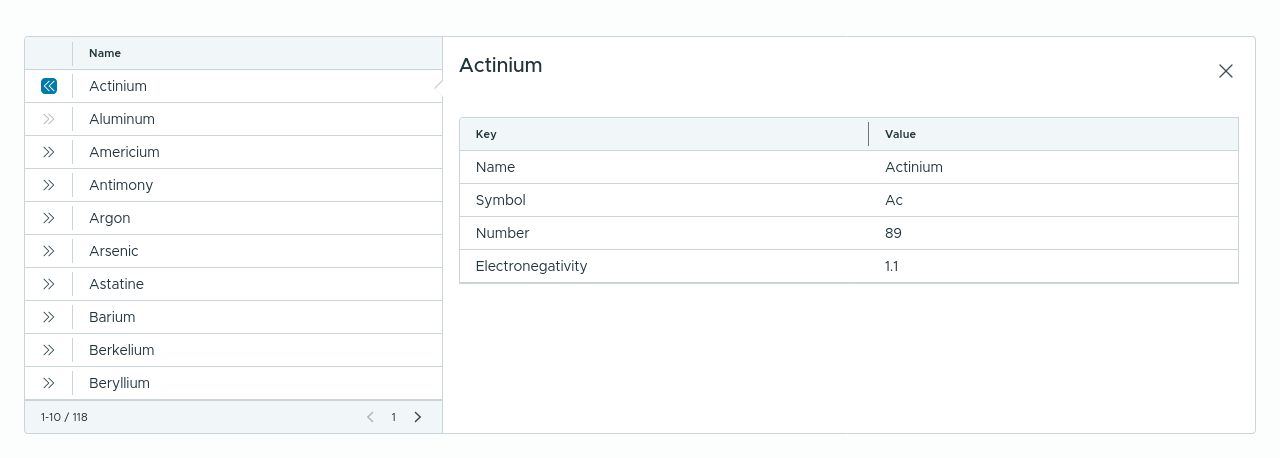 Name
Actinium
Aluminum
Americium
Antimony
Argon
Arsenic
Astatine
Barium
Berkelium
Beryllium
1-10 / 118
1
Actinium
Key Value
Name Actinium
Symbol Ac
Number 89
Electronegativity 1.1